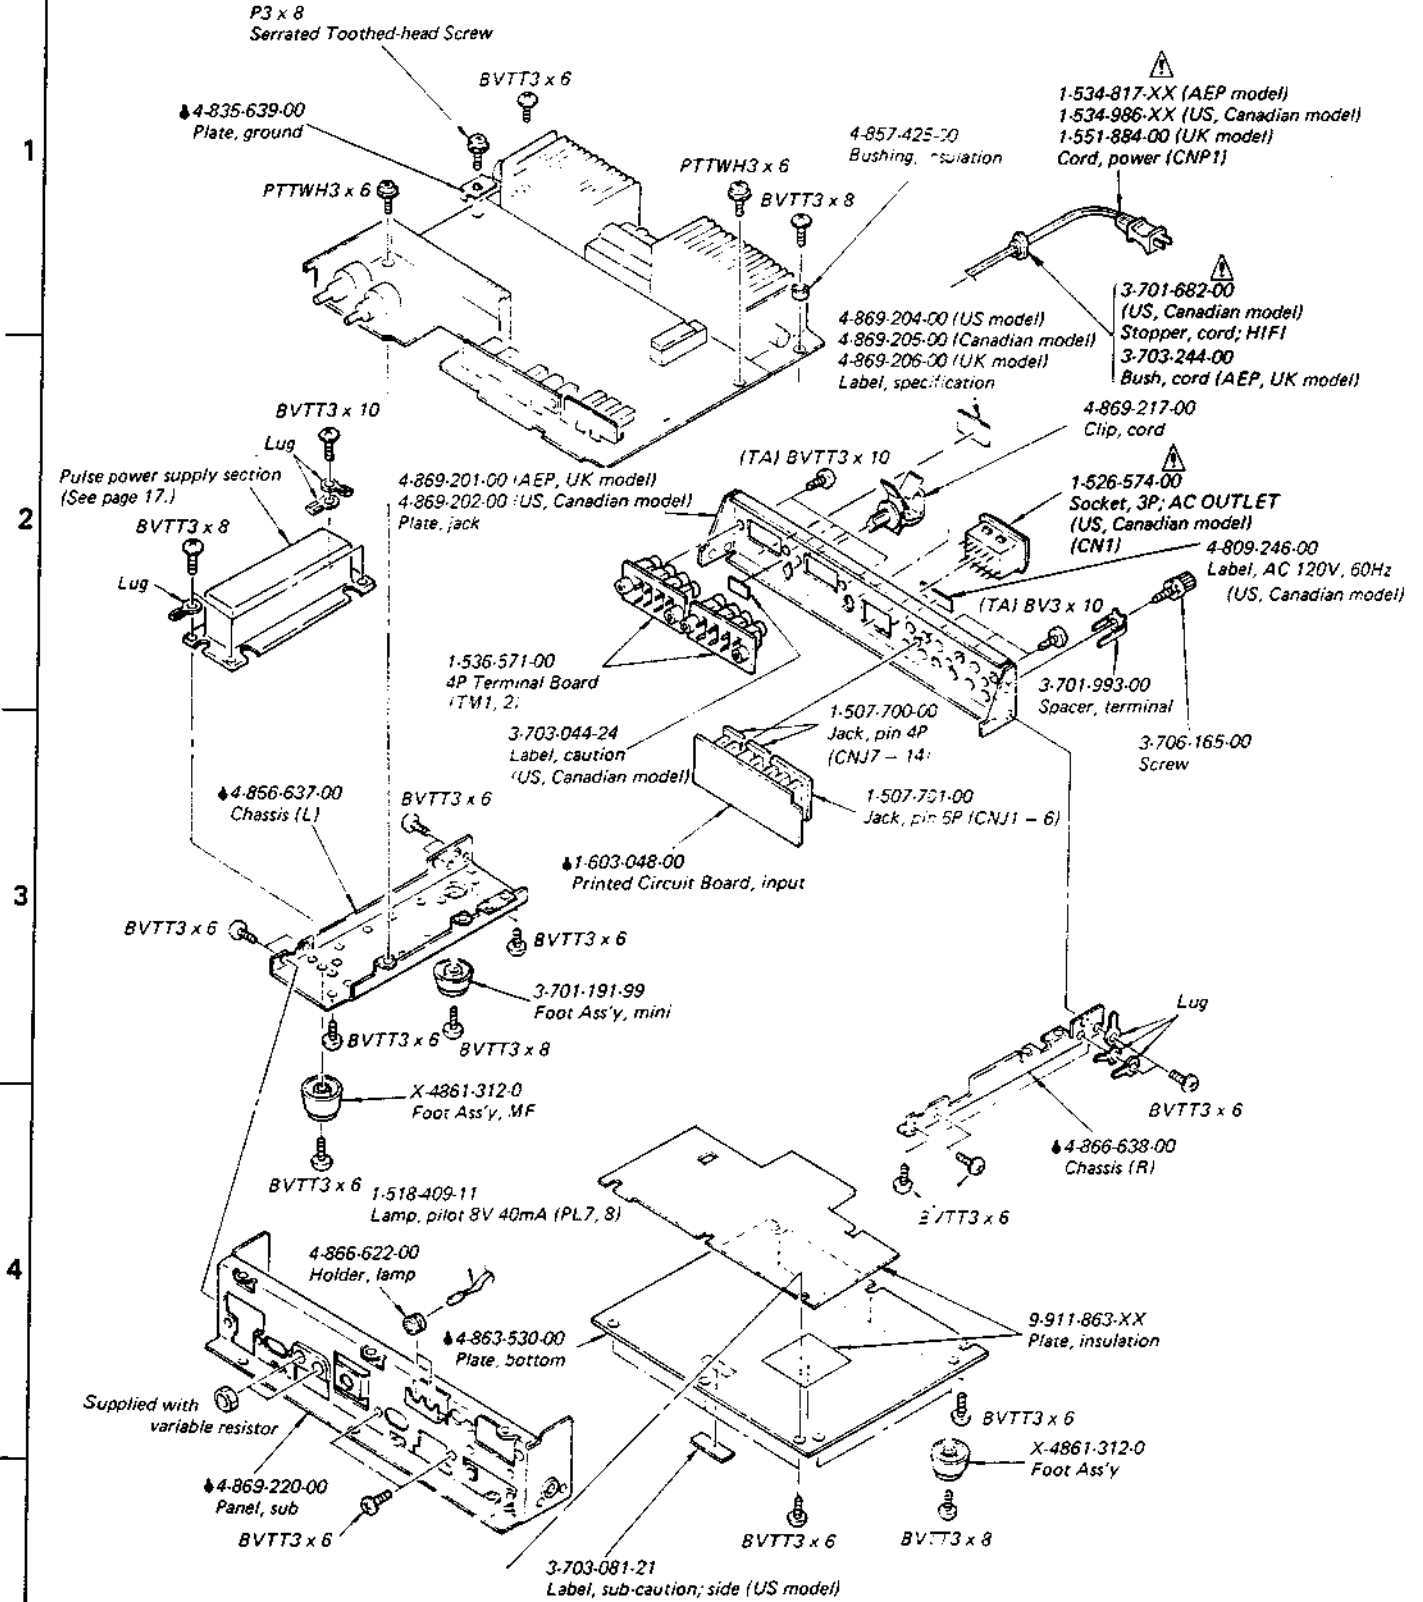 P3 x 8
Serrated Toothed-head Screw
BVTT3 x 6
4-835-639-00
Plate, ground
1
PTTWH3 x 6
PTTWH3 x 6
BVTT3 x 8
4-857-425-00
Bushing, insulation
1-534-817-XX (AEP model)
1-534-986-XX (US, Canadian model)
1-551-884-00 (UK model)
Cord, power (CNP1)
3-701-682-00
(US, Canadian model)
Stopper, cord; HIFI
3-703-244-00
Bush, cord (AEP, UK model)
4-869-204-00 (US model)
4-869-205-00 (Canadian model)
4-869-206-00 (UK model)
Label, specification
4-869-217-00
Clip, cord
BVTT3 x 10
Lug
Pulse power supply section
(See page 17.)
BVTT3 x 8
Lug
2
4-869-201-00 (AEP, UK model)
4-869-202-00 (US, Canadian model)
Plate, jack
(TA) BVTT3 x 10
1-526-574-00
Socket, 3P; AC OUTLET
(US, Canadian model)
(CN1)
4-809-246-00
Label, AC 120V, 60Hz
(US, Canadian model)
(TA) BV3 x 10
1-536-571-00
4P Terminal Board
(TM1, 2)
3-701-993-00
Spacer, terminal
3-706-165-00
Screw
3-703-044-24
Label, caution
(US, Canadian model)
1-507-700-00
Jack, pin 4P
(CNJ7 – 14)
1-507-701-00
Jack, pin 6P (CNJ1 – 6)
1-603-048-00
Printed Circuit Board, input
4-856-637-00
Chassis (L)
BVTT3 x 6
3
BVTT3 x 6
BVTT3 x 6
3-701-191-99
Foot Ass'y, mini
BVTT3 x 6
BVTT3 x 8
X-4861-312-0
Foot Ass'y, MF
BVTT3 x 6
Lug
BVTT3 x 6
4-866-638-00
Chassis (R)
BVTT3 x 6
1-518-409-11
Lamp, pilot 8V 40mA (PL7, 8)
4
4-866-622-00
Holder, lamp
4-863-530-00
Plate, bottom
9-911-863-XX
Plate, insulation
Supplied with
variable resistor
4-869-220-00
Panel, sub
BVTT3 x 6
BVTT3 x 6
X-4861-312-0
Foot Ass'y
BVTT3 x 6
BVTT3 x 8
3-703-081-21
Label, sub-caution; side (US model)